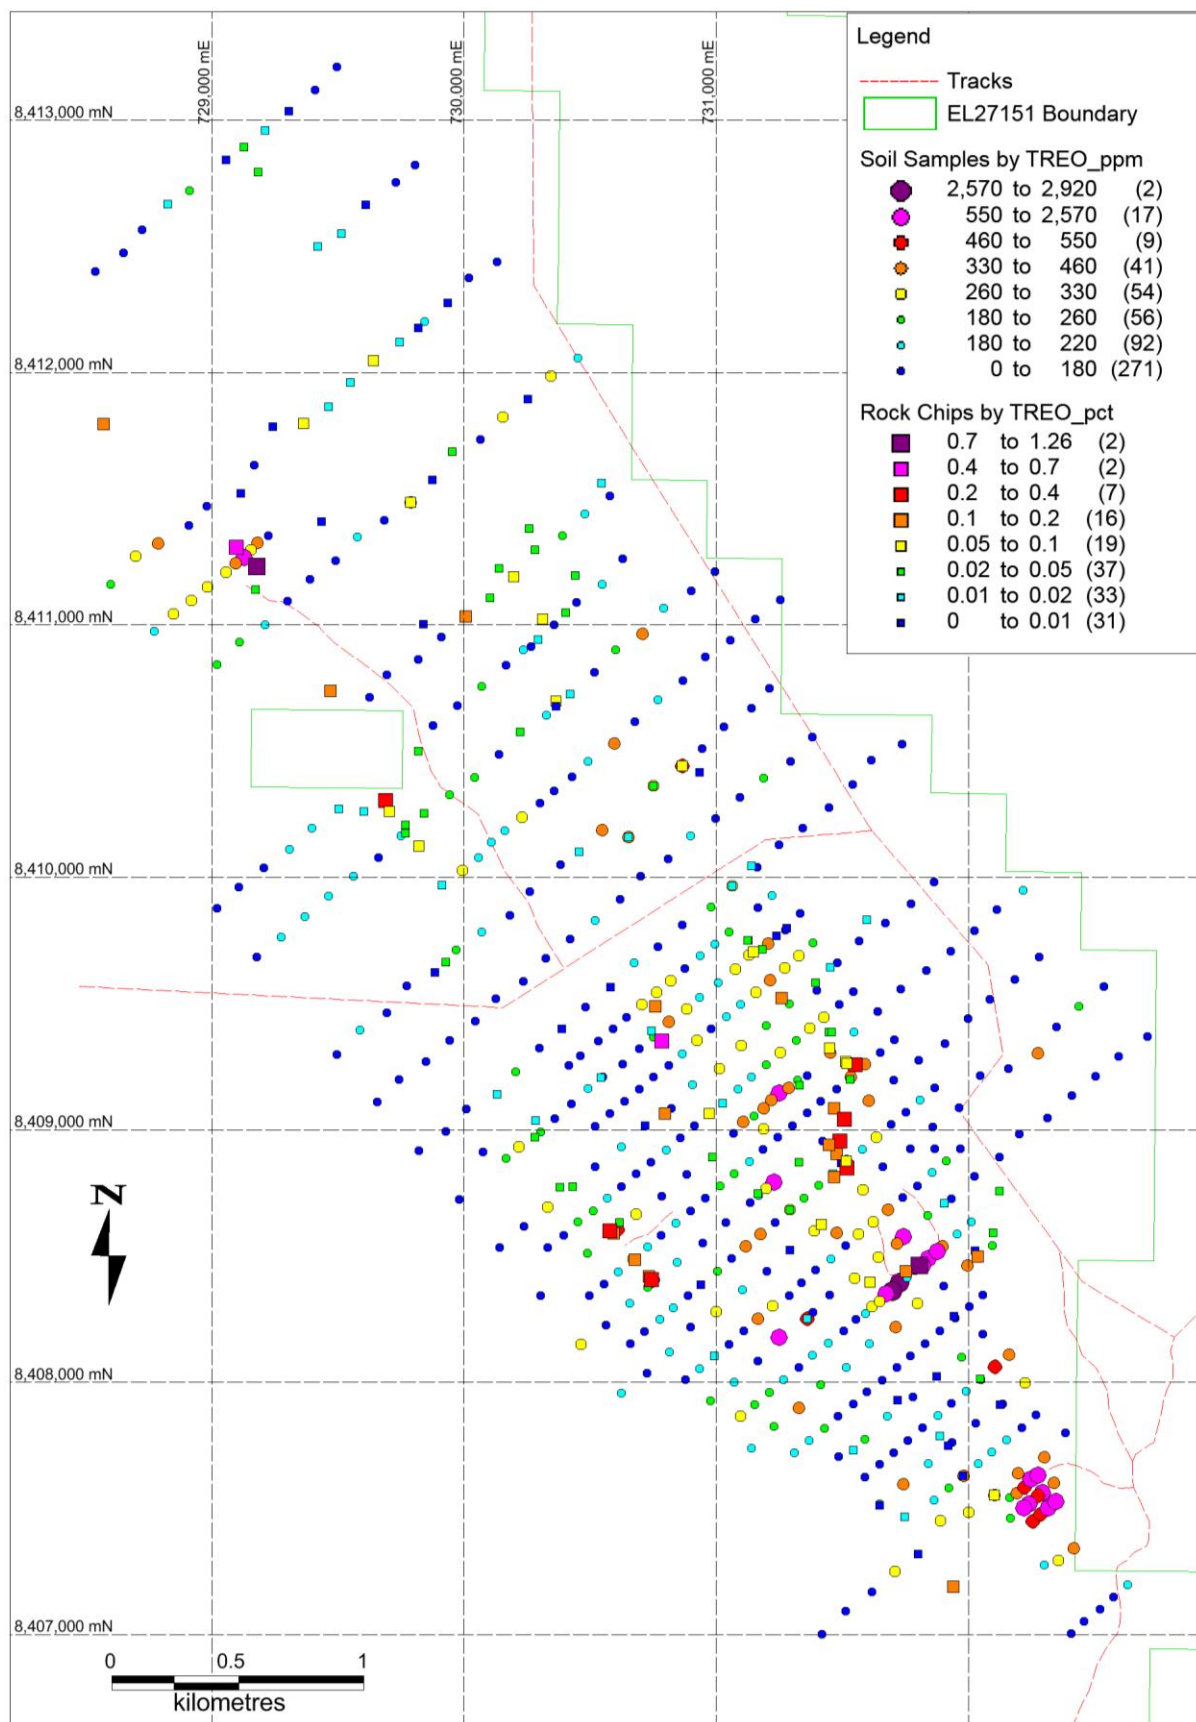 729,000 mE
730,000 mE
731,000 mE
8,413,000 mN
8,412,000 mN
8,411,000 mN
8,410,000 mN
8,409,000 mN
8,408,000 mN
8,407,000 mN
Legend
Tracks
EL27151 Boundary
Soil Samples by TREO_ppm
2,570 to 2,920 (2)
550 to 2,570 (17)
460 to 550 (9)
330 to 460 (41)
260 to 330 (54)
180 to 260 (56)
180 to 220 (92)
0 to 180 (271)
Rock Chips by TREO_pct
0.7 to 1.26 (2)
0.4 to 0.7 (2)
0.2 to 0.4 (7)
0.1 to 0.2 (16)
0.05 to 0.1 (19)
0.02 to 0.05 (37)
0.01 to 0.02 (33)
0 to 0.01 (31)
N
0 0.5 1
kilometres